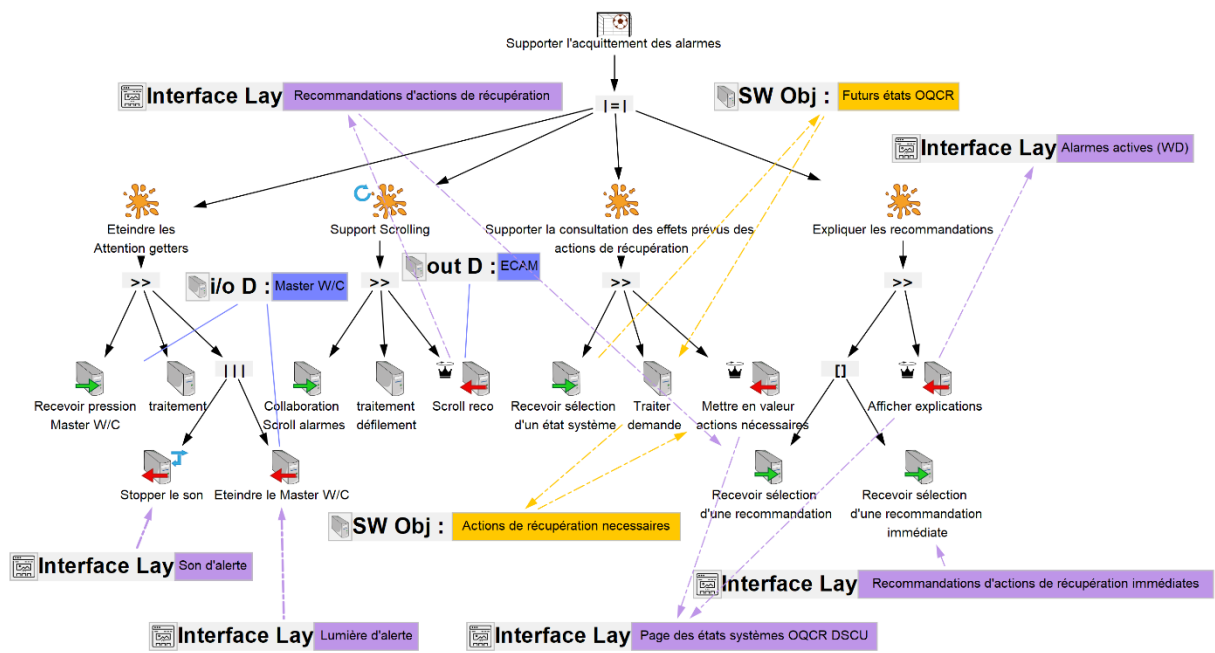 Supporter l'acquittement des alarmes
Interface Lay Recommandations d'actions de récupération
|=|
SW Obj : Futurs états OQCR
Interface Lay Alarmes actives (WD)
Eteindre les
Attention getters
Support Scrolling
Supporter la consultation des effets prévus des
actions de récupération
Expliquer les recommandations
>>
i/o D : Master W/C
>>
out D : ECAM
>>
>>
Recevoir pression
Master W/C
traitement
|||
Collaboration
Scroll alarmes
traitement
défilement
Scroll reco
Recevoir sélection
d'un état système
Traiter
demande
Mettre en valeur
actions nécessaires
[]
Afficher explications
Stopper le son
Eteindre le Master W/C
Recevoir sélection
d'une recommandation
Recevoir sélection
d'une recommandation
immédiate
SW Obj : Actions de récupération necessaires
Interface Lay Son d'alerte
Interface Lay Recommandations d'actions de récupération immédiates
Interface Lay Lumière d'alerte
Interface Lay Page des états systèmes OQCR DSCU